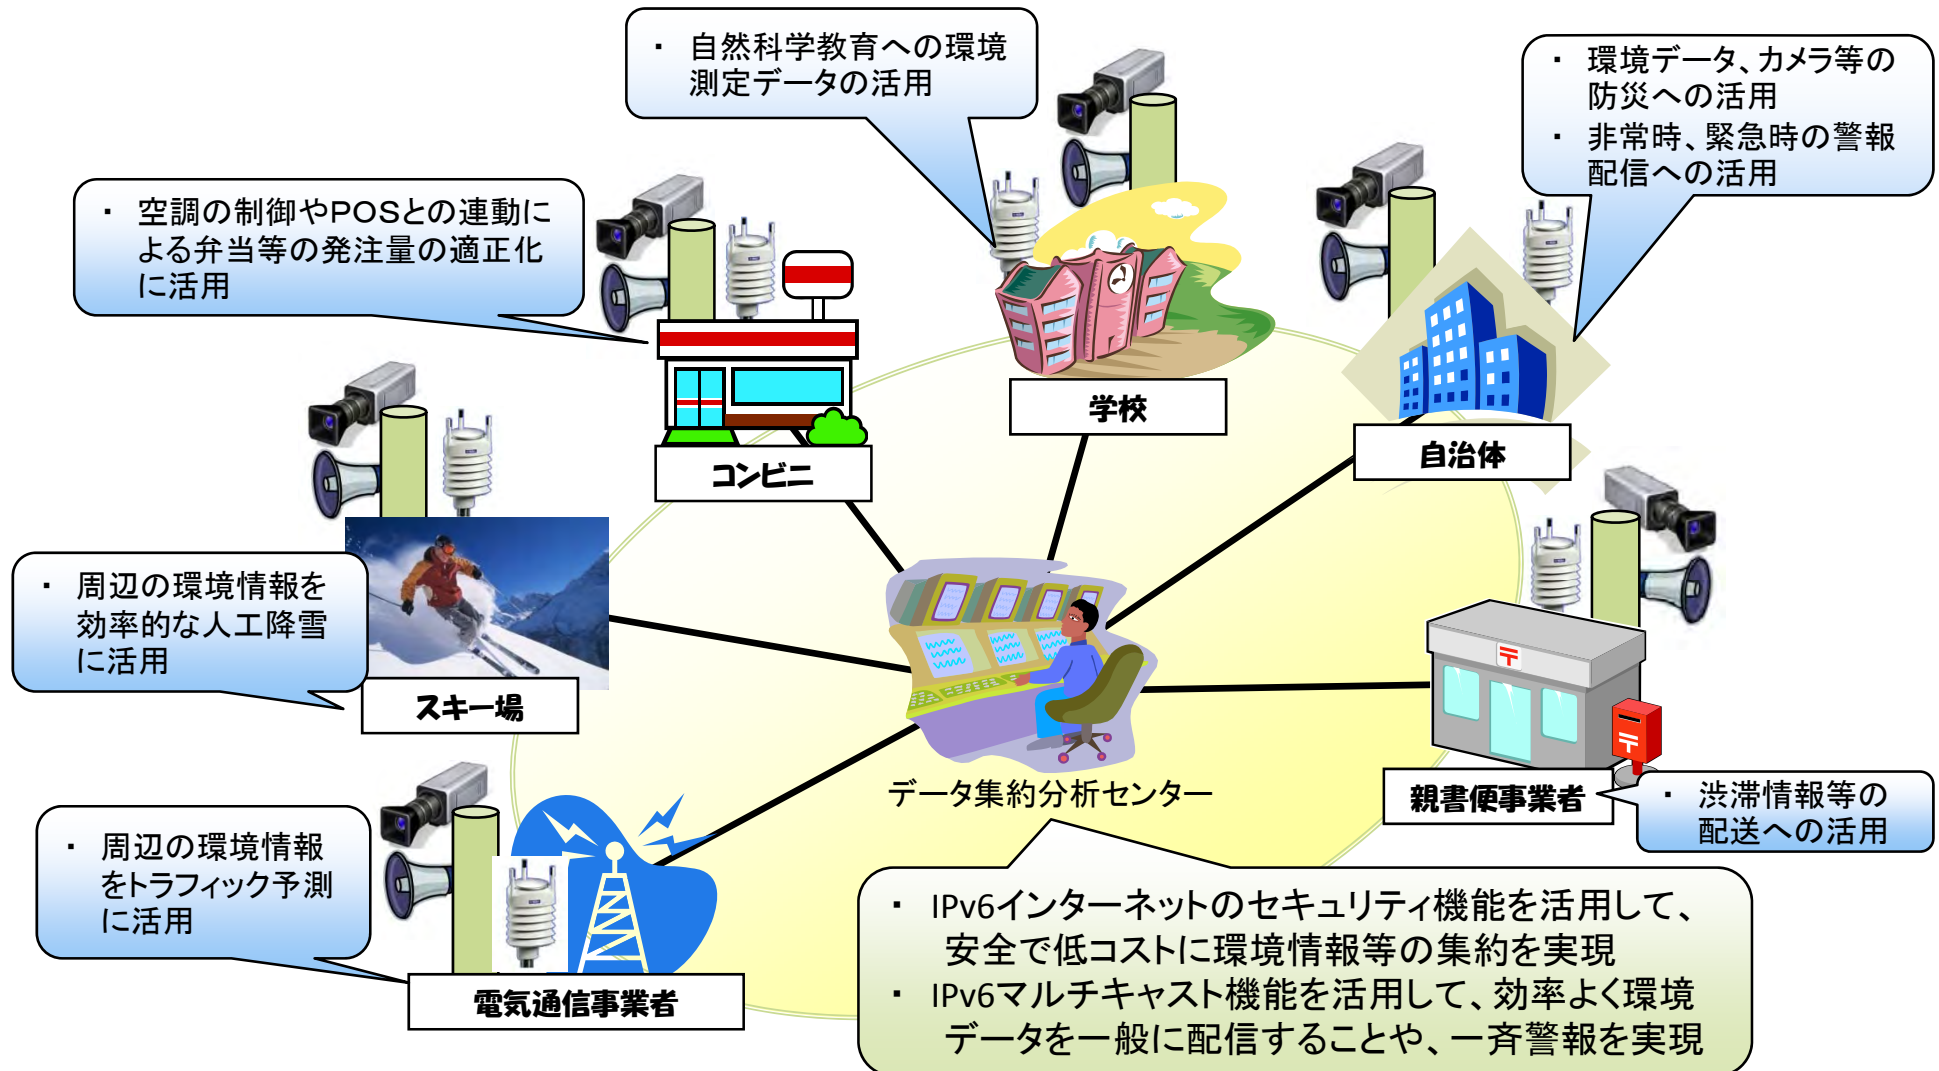 ・ 自然科学教育への環境
測定データの活用
・ 環境データ、カメラ等の
防災への活用
・ 非常時、緊急時の警報
配信への活用
・ 空調の制御やＰＯＳとの連動に
よる弁当等の発注量の適正化
に活用
学校
自治体
コンビニ
・ 周辺の環境情報を
効率的な人工降雪
に活用
スキー場
データ集約分析センター
親書便事業者
・ 渋滞情報等の
配送への活用
・ 周辺の環境情報
をトラフィック予測
に活用
電気通信事業者
・ IPv6インターネットのセキュリティ機能を活用して、
安全で低コストに環境情報等の集約を実現
・ IPv6マルチキャスト機能を活用して、効率よく環境
データを一般に配信することや、一斉警報を実現